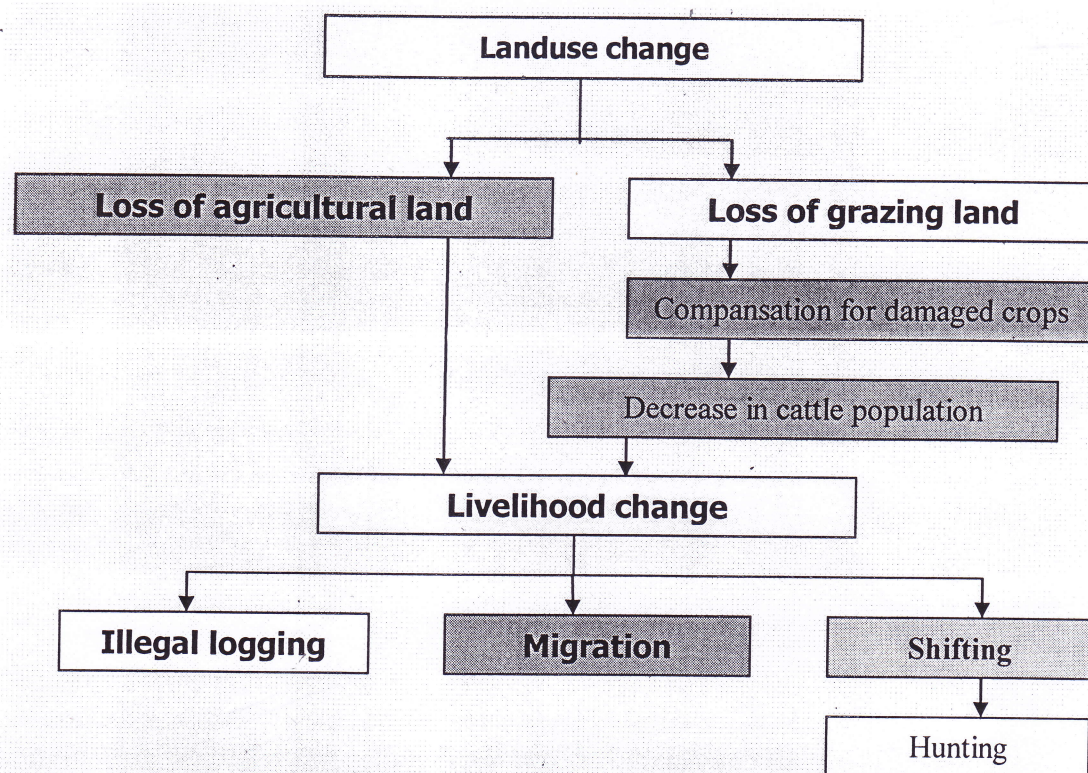 Landuse change
Loss of agricultural land
Loss of grazing land
Compansation for damaged crops
Decrease in cattle population
Livelihood change
Illegal logging
Migration
Shifting
Hunting